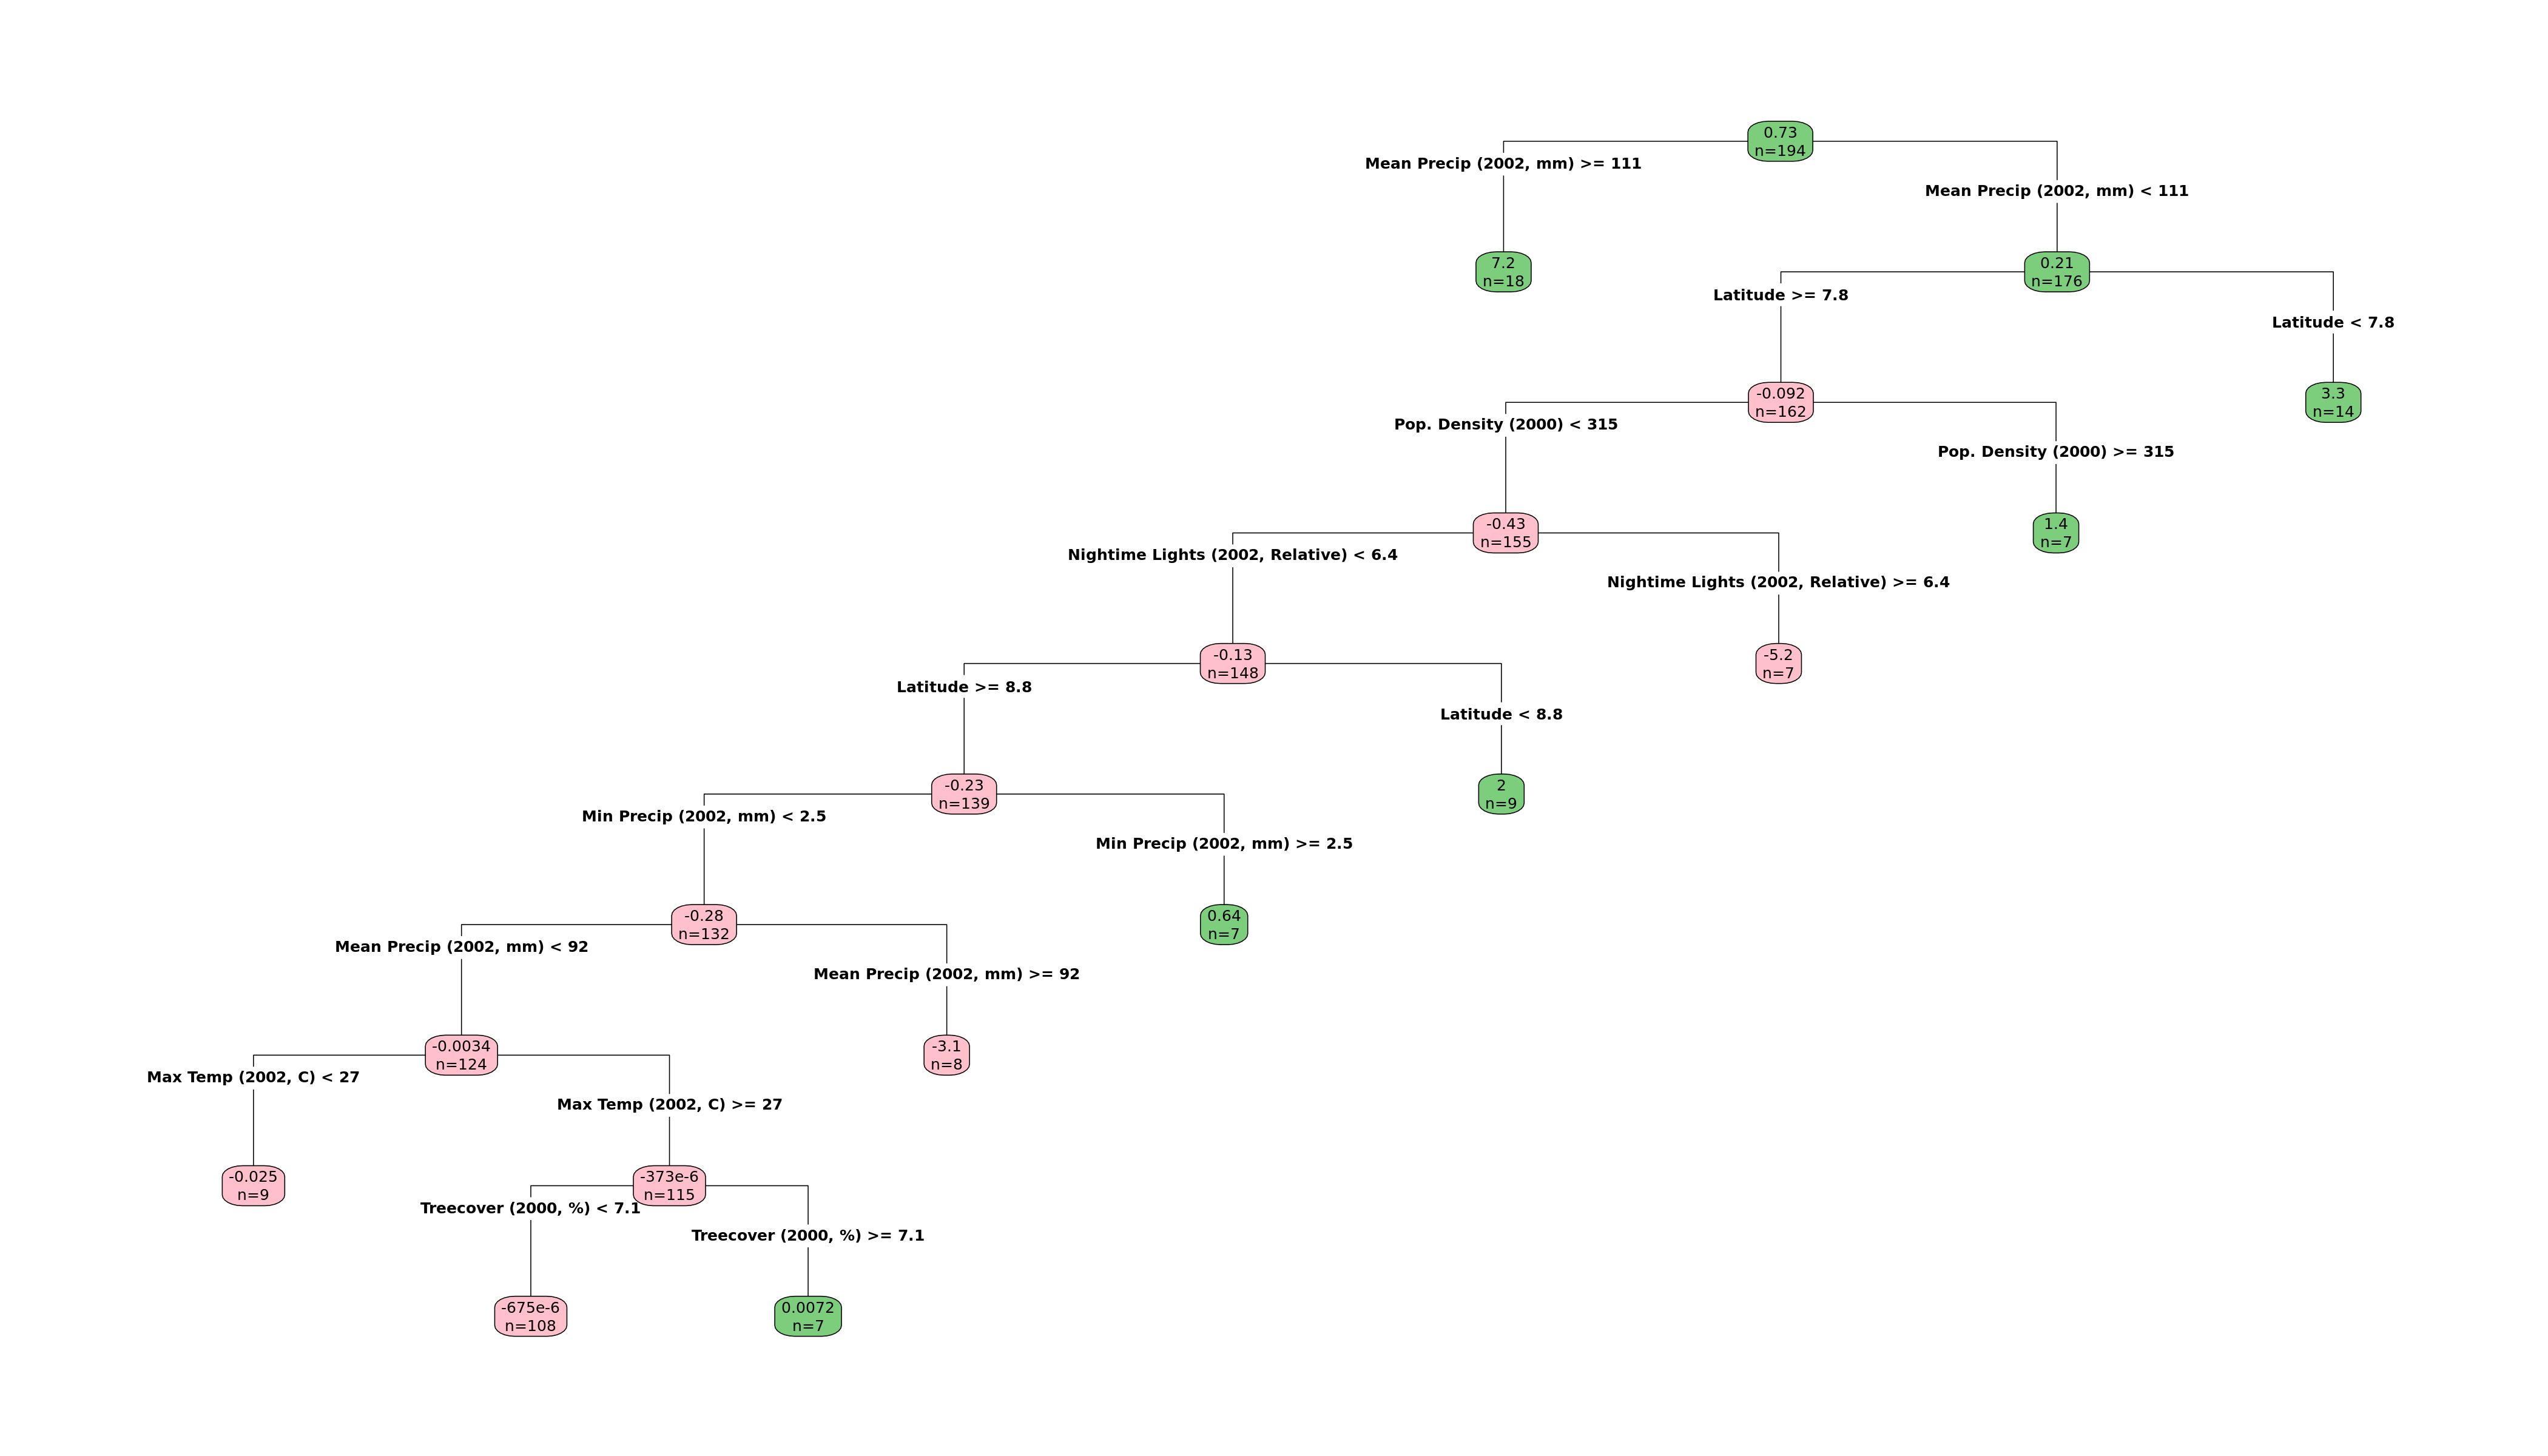 0.73
n=194
Mean Precip (2002, mm) >= 111
Mean Precip (2002, mm) < 111
7.2
n=18
0.21
n=176
Latitude >= 7.8
Latitude < 7.8
-0.092
n=162
3.3
n=14
Pop. Density (2000) < 315
Pop. Density (2000) >= 315
-0.43
n=155
1.4
n=7
Nightime Lights (2002, Relative) < 6.4
Nightime Lights (2002, Relative) >= 6.4
-0.13
n=148
-5.2
n=7
Latitude >= 8.8
Latitude < 8.8
-0.23
n=139
2
n=9
Min Precip (2002, mm) < 2.5
Min Precip (2002, mm) >= 2.5
-0.28
n=132
0.64
n=7
Mean Precip (2002, mm) < 92
Mean Precip (2002, mm) >= 92
-0.0034
n=124
-3.1
n=8
Max Temp (2002, C) < 27
Max Temp (2002, C) >= 27
-0.025
n=9
-373e-6
n=115
Treecover (2000, %) < 7.1
Treecover (2000, %) >= 7.1
-675e-6
n=108
0.0072
n=7